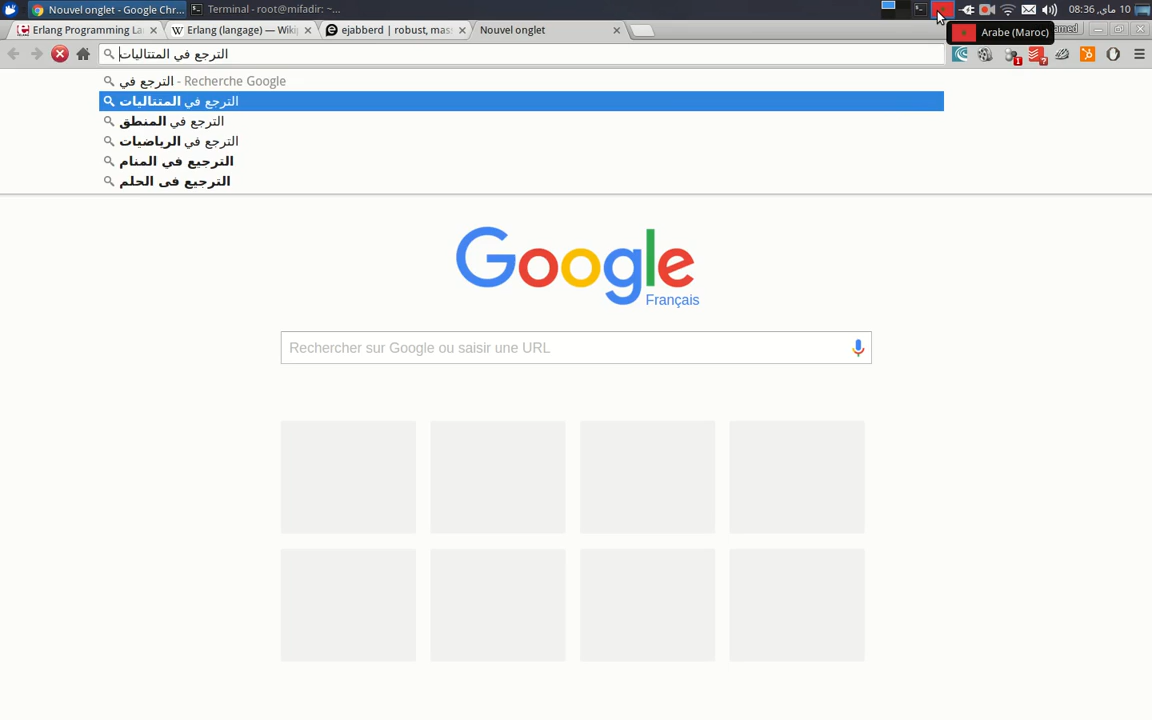 Nouvel onglet - Google Chr...
Terminal - root@mifadir: ~...
10 ماي, 08:36
Erlang Programming La
Erlang (langage) — Wiki
ejabberd | robust, mas
Nouvel onglet
Arabe (Maroc)
الترجع في المتتاليات
1
?
الترجع في - Recherche Google
الترجع في المتتاليات
الترجع في المنطق
الترجع في الرياضيات
الترجيع في المنام
الترجيع فى الحلم
Google
Français
Rechercher sur Google ou saisir une URL